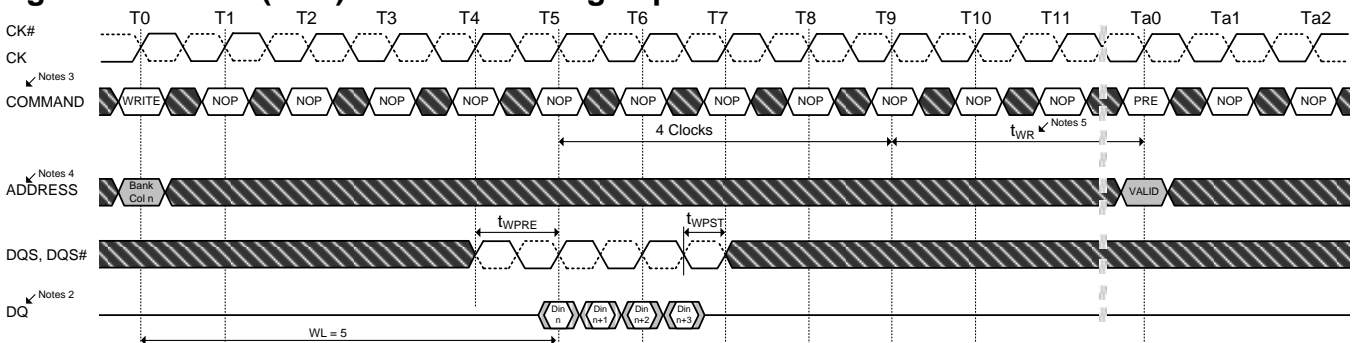 T0 T1 T2 T3 T4 T5 T6 T7 T8 T9 T10 T11 Ta0 Ta1 Ta2
CK#
CK
Notes 3
COMMAND WRITE NOP NOP NOP NOP NOP NOP NOP NOP NOP NOP NOP PRE NOP NOP
4 Clocks tWR Notes 5
Notes 4
ADDRESS Bank Col n VALID
tWPRE tWPST
DQS, DQS#
Notes 2
DQ Din n Din n+1 Din n+2 Din n+3
WL = 5